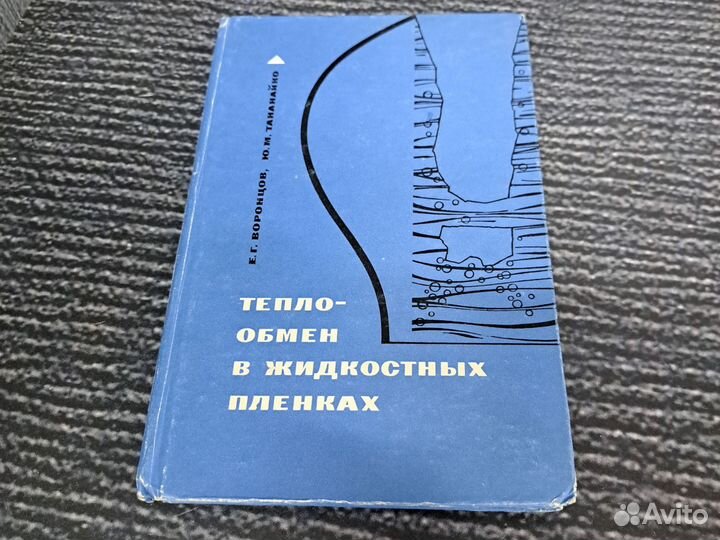 Е.Г. ВОРОНЦОВ, Ю.М. ТАНАНАЙКО
ТЕПЛО-
ОБМЕН
В ЖИДКОСТНЫХ
ПЛЕНКАХ
Avito